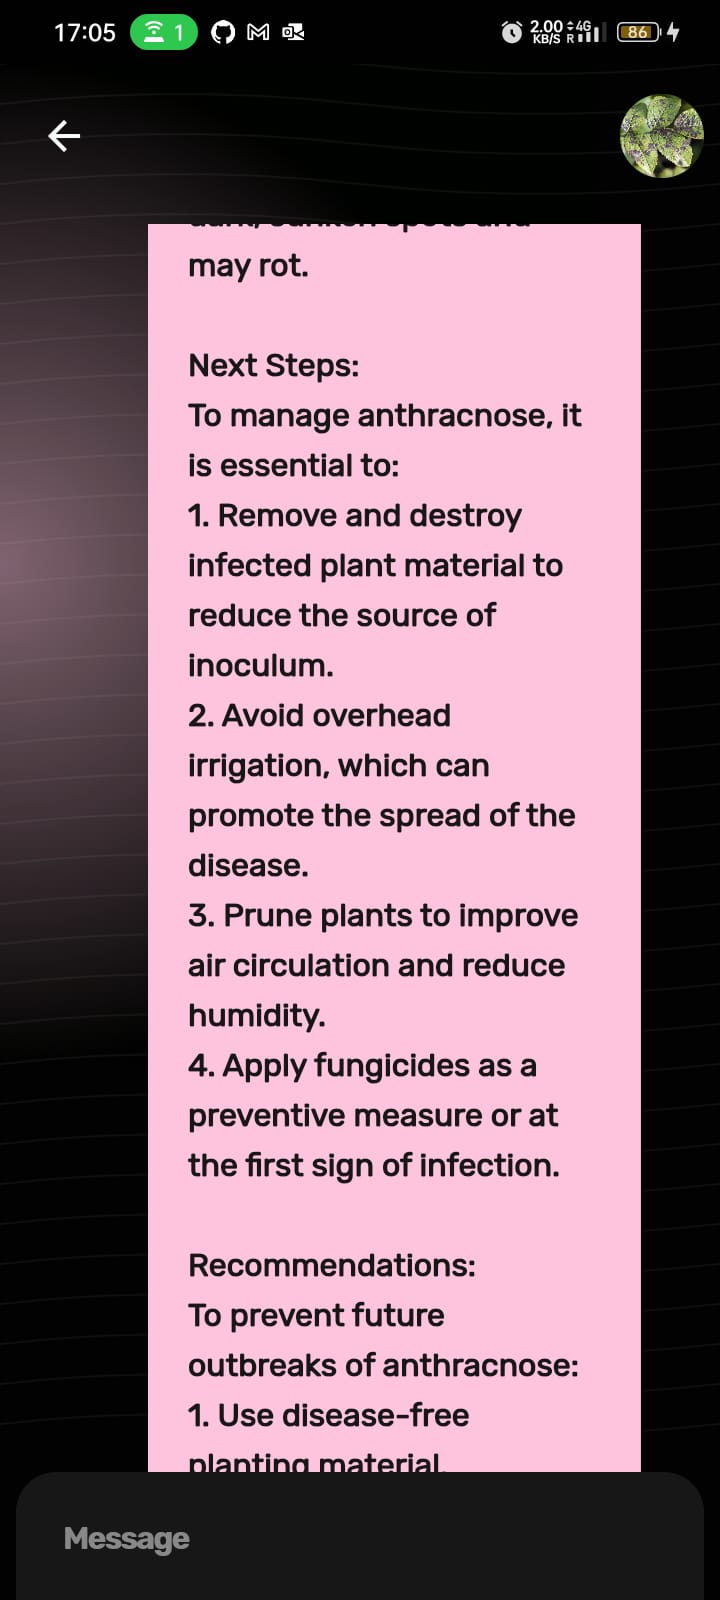 17:05
1
2.00 KB/S
4G
R
86
dark, sunken spots and
may rot.
Next Steps:
To manage anthracnose, it
is essential to:
1. Remove and destroy
infected plant material to
reduce the source of
inoculum.
2. Avoid overhead
irrigation, which can
promote the spread of the
disease.
3. Prune plants to improve
air circulation and reduce
humidity.
4. Apply fungicides as a
preventive measure or at
the first sign of infection.
Recommendations:
To prevent future
outbreaks of anthracnose:
1. Use disease-free
planting material.
Message